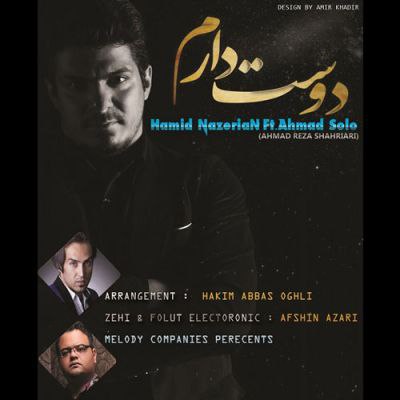 DESIGN BY AMIR KHADIR
دوست دارم
Hamid NazeriaN Ft.Ahmad Solo
(AHMAD REZA SHAHRIARI)
ARRANGEMENT : HAKIM ABBAS OGHLI
ZEHI & FOLUT ELECTORONIC : AFSHIN AZARI
MELODY COMPANIES PERECENTS